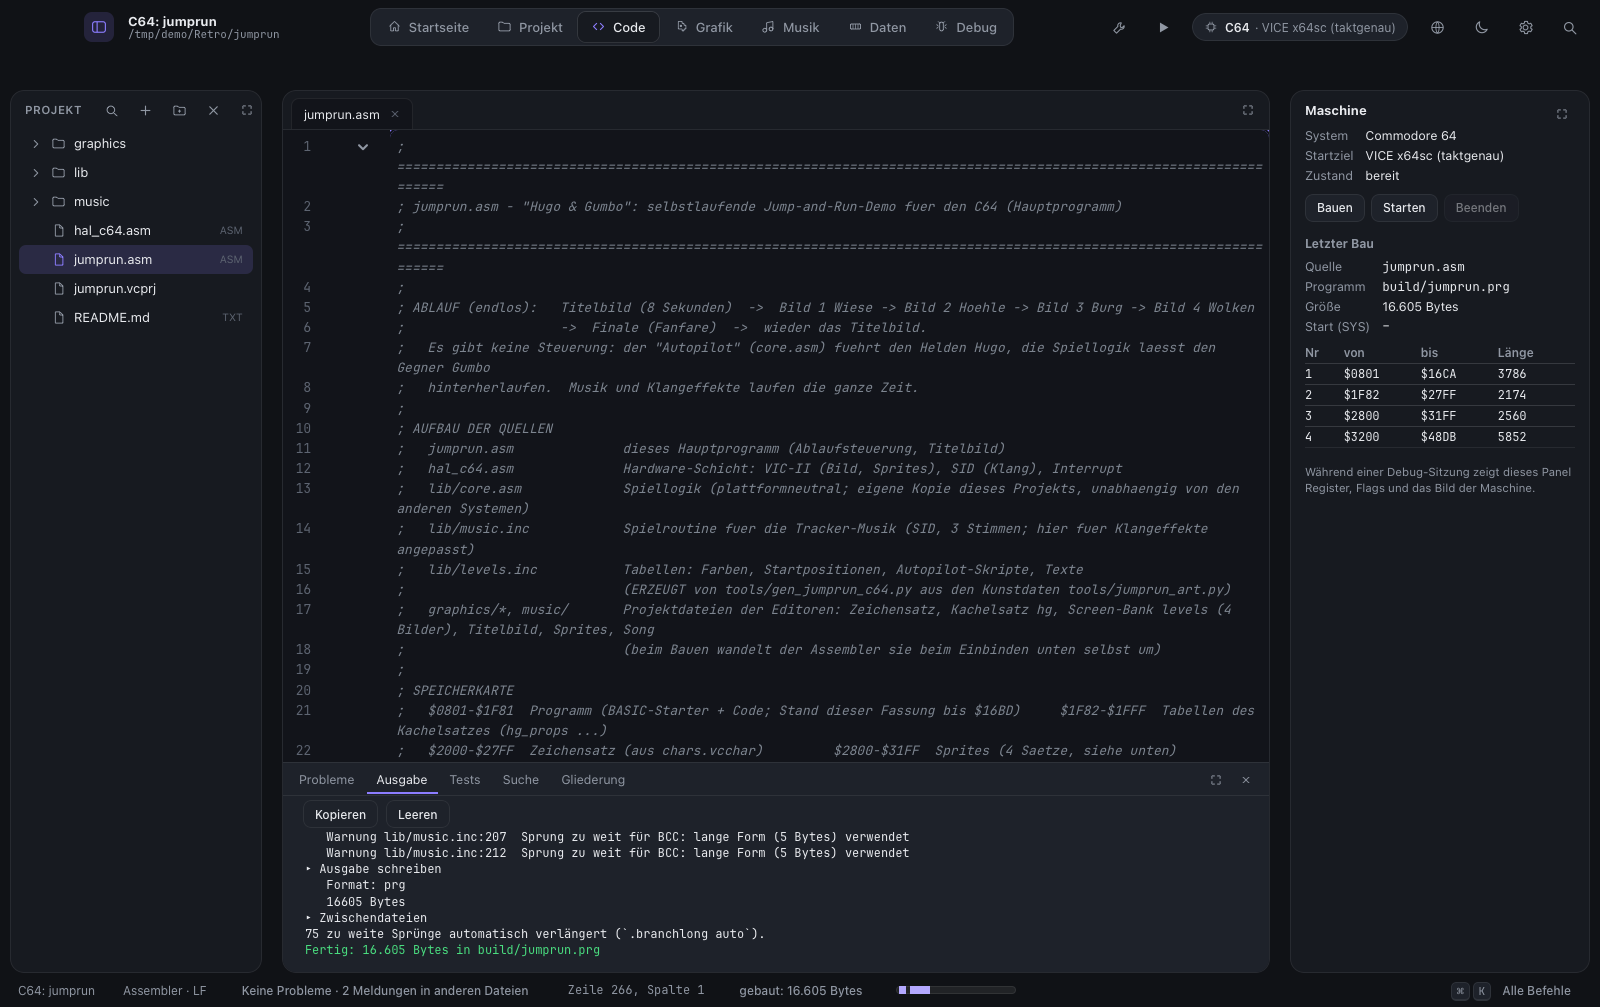 C64: jumprun
/tmp/demo/Retro/jumprun
Startseite
Projekt
Code
Grafik
Musik
Daten
Debug
C64 · VICE x64sc (taktgenau)
PROJEKT
graphics
lib
music
hal_c64.asm ASM
jumprun.asm ASM
jumprun.vcprj
README.md TXT
jumprun.asm
1 ;
===============================================================================================================
======
2 ; jumprun.asm - "Hugo & Gumbo": selbstlaufende Jump-and-Run-Demo fuer den C64 (Hauptprogramm)
3 ;
===============================================================================================================
======
4 ;
5 ; ABLAUF (endlos): Titelbild (8 Sekunden) -> Bild 1 Wiese -> Bild 2 Hoehle -> Bild 3 Burg -> Bild 4 Wolken
6 ; -> Finale (Fanfare) -> wieder das Titelbild.
7 ; Es gibt keine Steuerung: der "Autopilot" (core.asm) fuehrt den Helden Hugo, die Spiellogik laesst den
Gegner Gumbo
8 ; hinterherlaufen. Musik und Klangeffekte laufen die ganze Zeit.
9 ;
10 ; AUFBAU DER QUELLEN
11 ; jumprun.asm dieses Hauptprogramm (Ablaufsteuerung, Titelbild)
12 ; hal_c64.asm Hardware-Schicht: VIC-II (Bild, Sprites), SID (Klang), Interrupt
13 ; lib/core.asm Spiellogik (plattformneutral; eigene Kopie dieses Projekts, unabhaengig von den
anderen Systemen)
14 ; lib/music.inc Spielroutine fuer die Tracker-Musik (SID, 3 Stimmen; hier fuer Klangeffekte
angepasst)
15 ; lib/levels.inc Tabellen: Farben, Startpositionen, Autopilot-Skripte, Texte
16 ; (ERZEUGT von tools/gen_jumprun_c64.py aus den Kunstdaten tools/jumprun_art.py)
17 ; graphics/*, music/ Projektdateien der Editoren: Zeichensatz, Kachelsatz hg, Screen-Bank levels (4
Bilder), Titelbild, Sprites, Song
18 ; (beim Bauen wandelt der Assembler sie beim Einbinden unten selbst um)
19 ;
20 ; SPEICHERKARTE
21 ; $0801-$1F81 Programm (BASIC-Starter + Code; Stand dieser Fassung bis $16BD) $1F82-$1FFF Tabellen des
Kachelsatzes (hg_props ...)
22 ; $2000-$27FF Zeichensatz (aus chars.vcchar) $2800-$31FF Sprites (4 Saetze, siehe unten)
Probleme
Ausgabe
Tests
Suche
Gliederung
Kopieren
Leeren
Warnung lib/music.inc:207 Sprung zu weit für BCC: lange Form (5 Bytes) verwendet
Warnung lib/music.inc:212 Sprung zu weit für BCC: lange Form (5 Bytes) verwendet
▸ Ausgabe schreiben
Format: prg
16605 Bytes
▸ Zwischendateien
75 zu weite Sprünge automatisch verlängert (`.branchlong auto`).
Fertig: 16.605 Bytes in build/jumprun.prg
Maschine
System Commodore 64
Startziel VICE x64sc (taktgenau)
Zustand bereit
Bauen
Starten
Beenden
Letzter Bau
Quelle jumprun.asm
Programm build/jumprun.prg
Größe 16.605 Bytes
Start (SYS) –
Nr von bis Länge
1 $0801 $16CA 3786
2 $1F82 $27FF 2174
3 $2800 $31FF 2560
4 $3200 $48DB 5852
Während einer Debug-Sitzung zeigt dieses Panel
Register, Flags und das Bild der Maschine.
C64: jumprun
Assembler · LF
Keine Probleme · 2 Meldungen in anderen Dateien
Zeile 266, Spalte 1
gebaut: 16.605 Bytes
⌘ K Alle Befehle